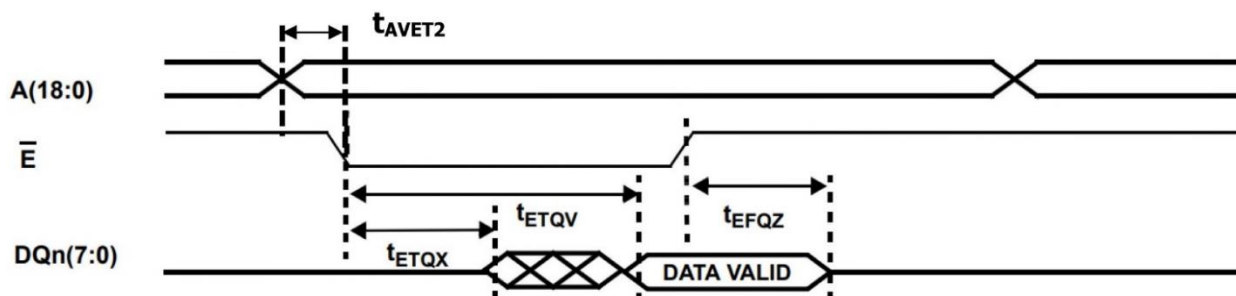 tAVET2
A(18:0)
E̅
tETQV
tEFQZ
DQn(7:0)
tETQX
DATA VALID